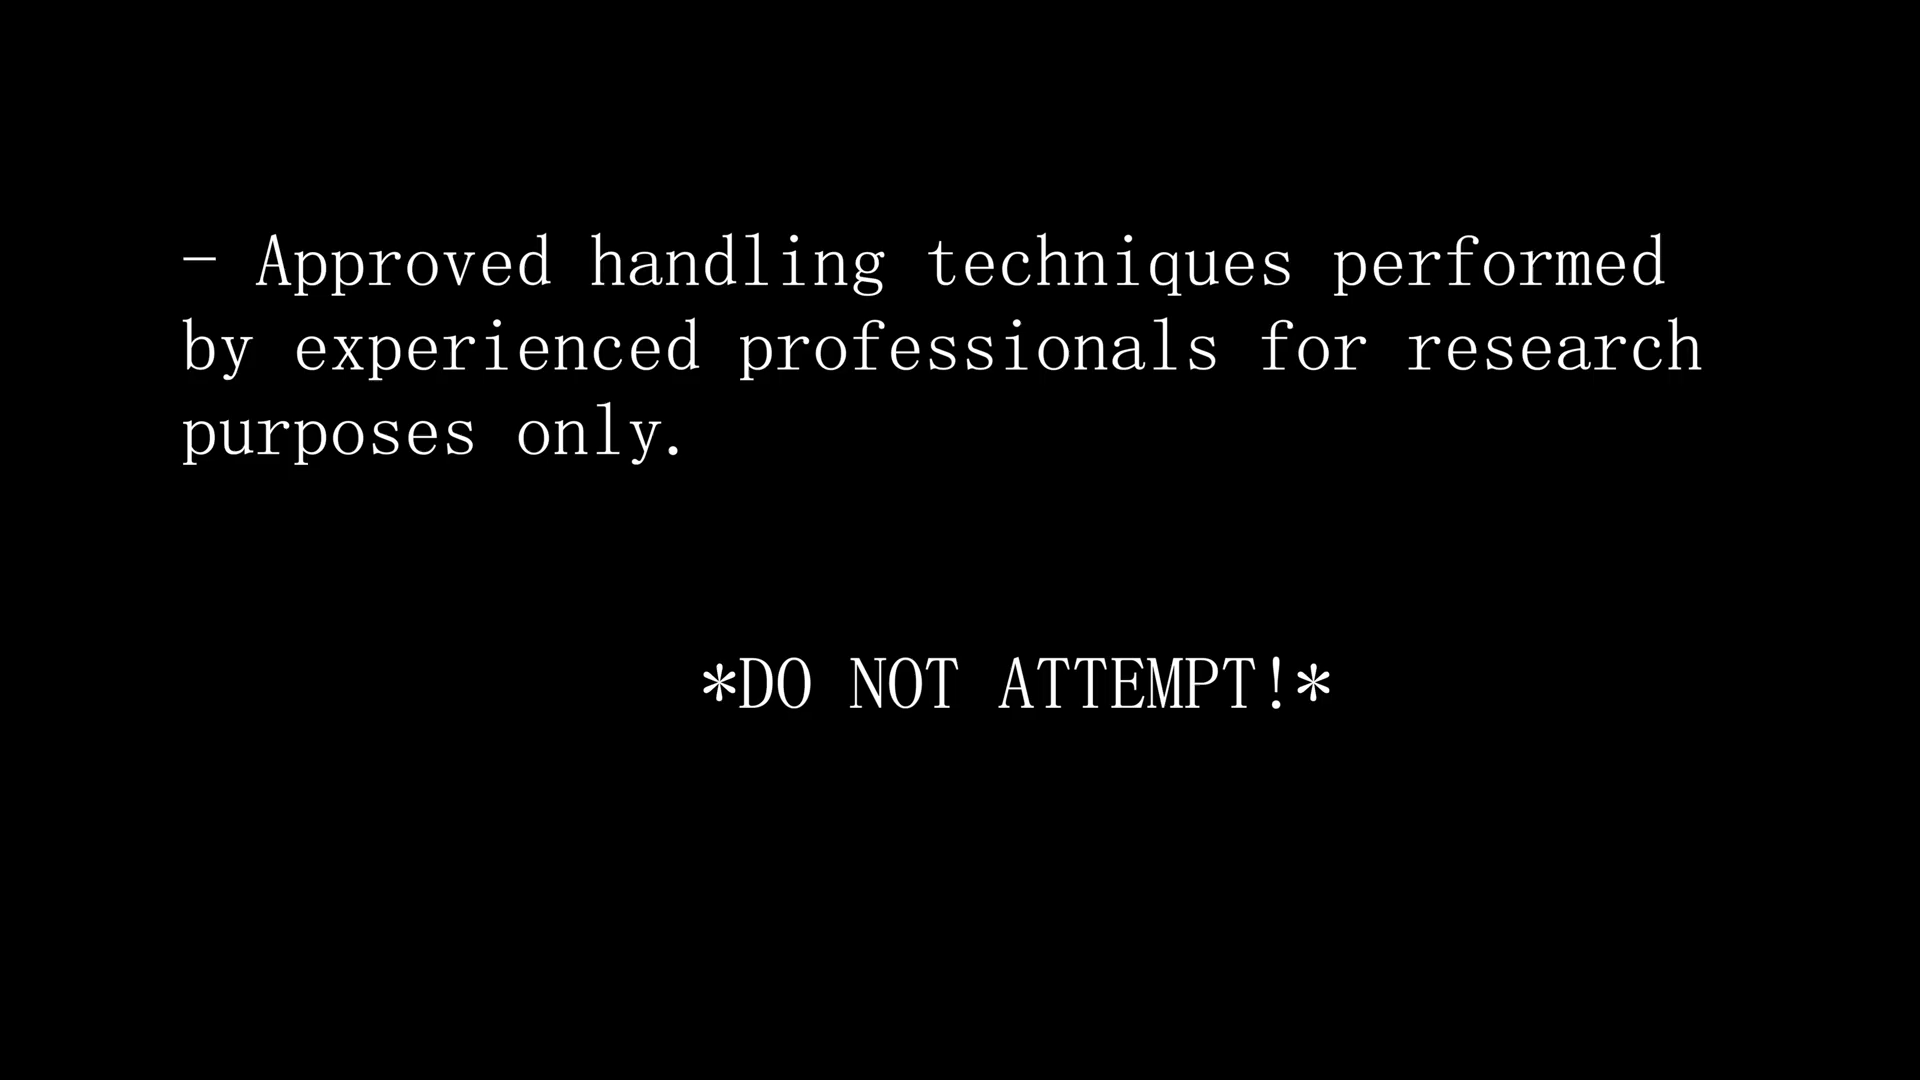 - Approved handling techniques performed
by experienced professionals for research
purposes only.
*DO NOT ATTEMPT!*